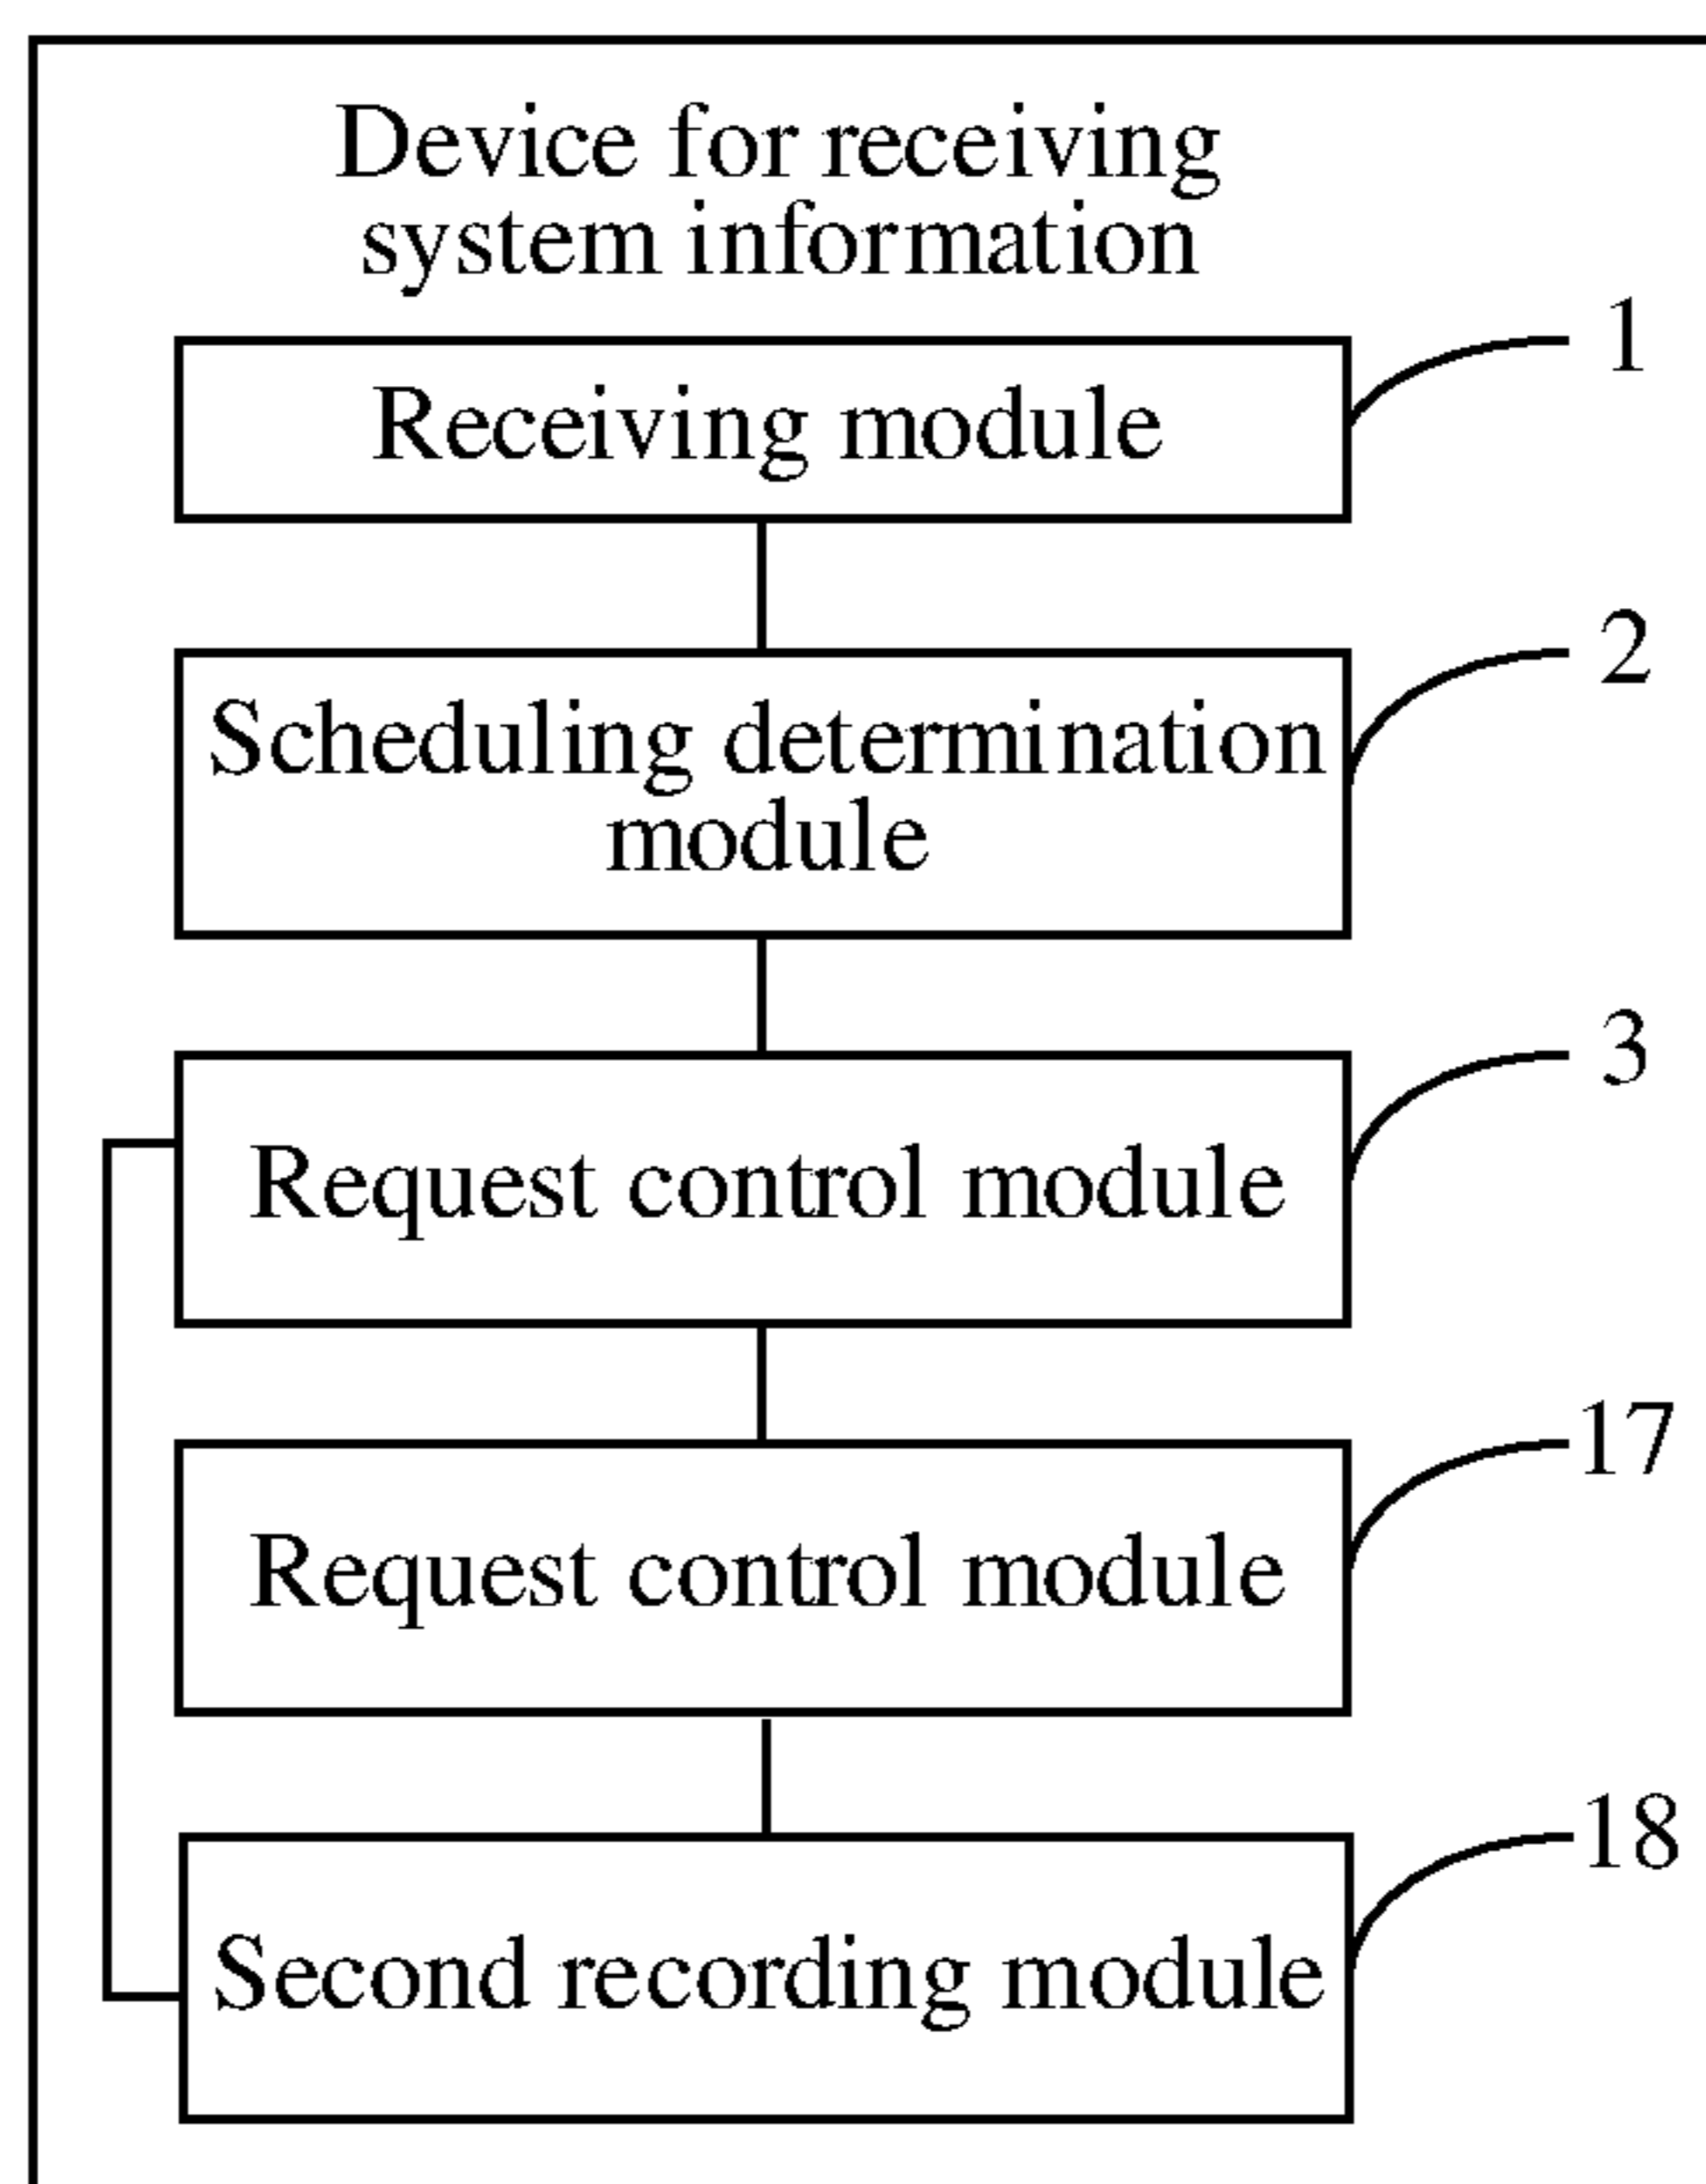 Device for receiving
system information
1
Receiving module
2
Scheduling determination
module
3
Request control module
17
Request control module
18
Second recording module